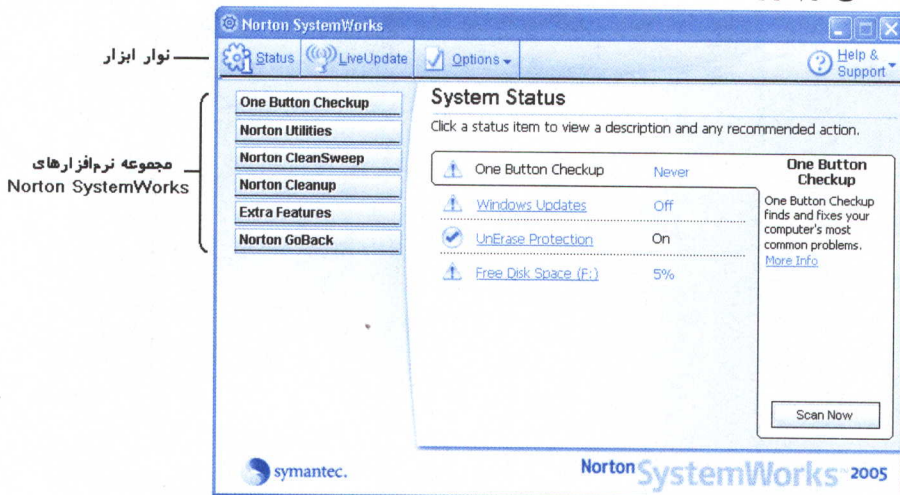 Norton SystemWorks
نوار ابزار
Status
LiveUpdate
Options
Help &
Support
مجموعه نرم‌افزارهای
Norton SystemWorks
One Button Checkup
Norton Utilities
Norton CleanSweep
Norton Cleanup
Extra Features
Norton GoBack
System Status
Click a status item to view a description and any recommended action.
One Button Checkup Never
Windows Updates Off
UnErase Protection On
Free Disk Space (F:) 5%
One Button
Checkup
One Button Checkup
finds and fixes your
computer's most
common problems.
More Info
Scan Now
symantec.
Norton SystemWorks 2005